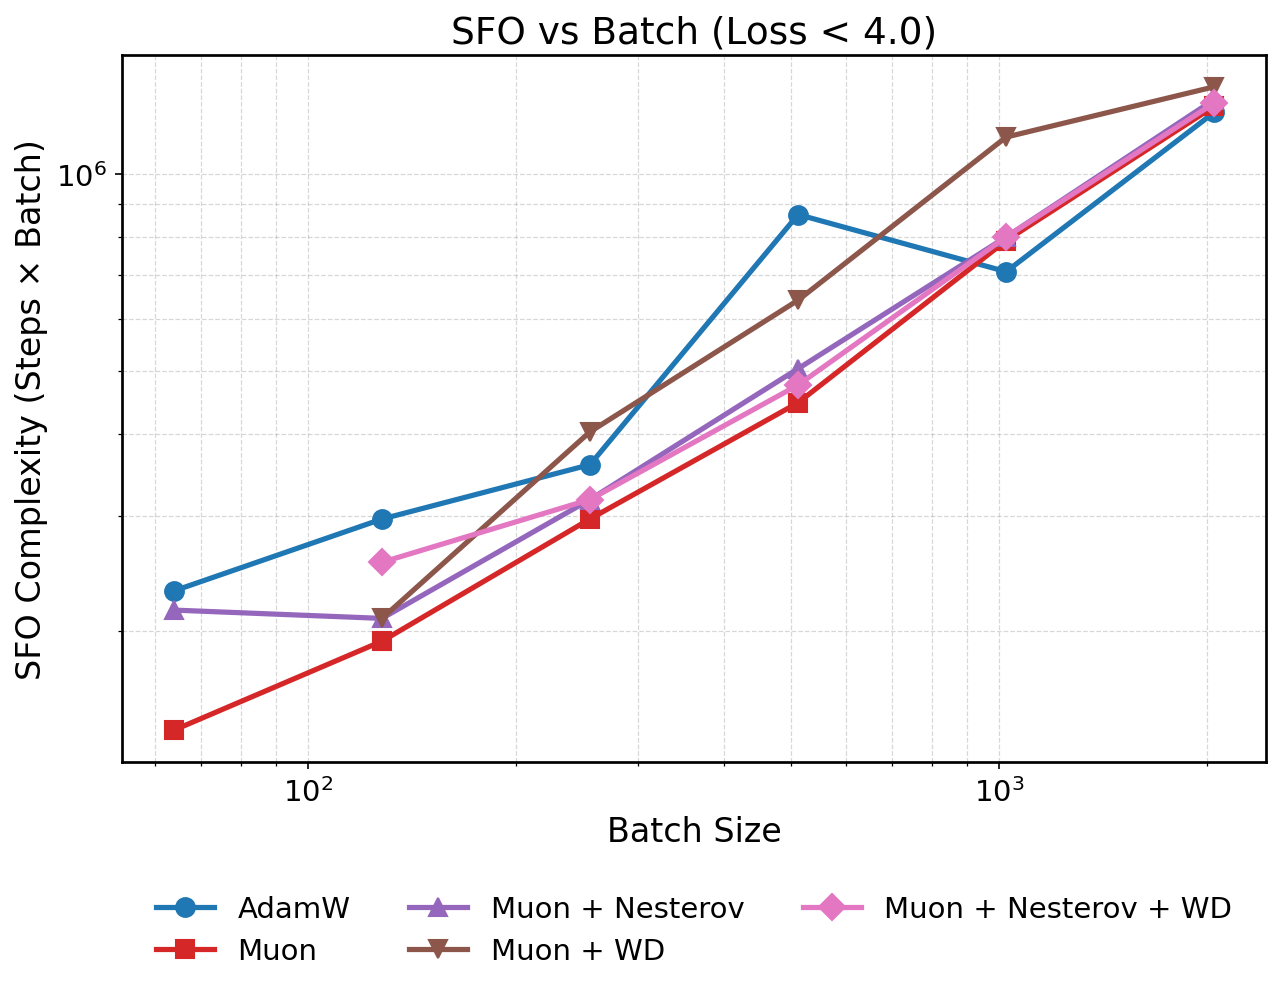 SFO vs Batch (Loss < 4.0)
SFO Complexity (Steps × Batch)
10⁶
10² 10³
Batch Size
AdamW Muon + Nesterov Muon + Nesterov + WD
Muon Muon + WD